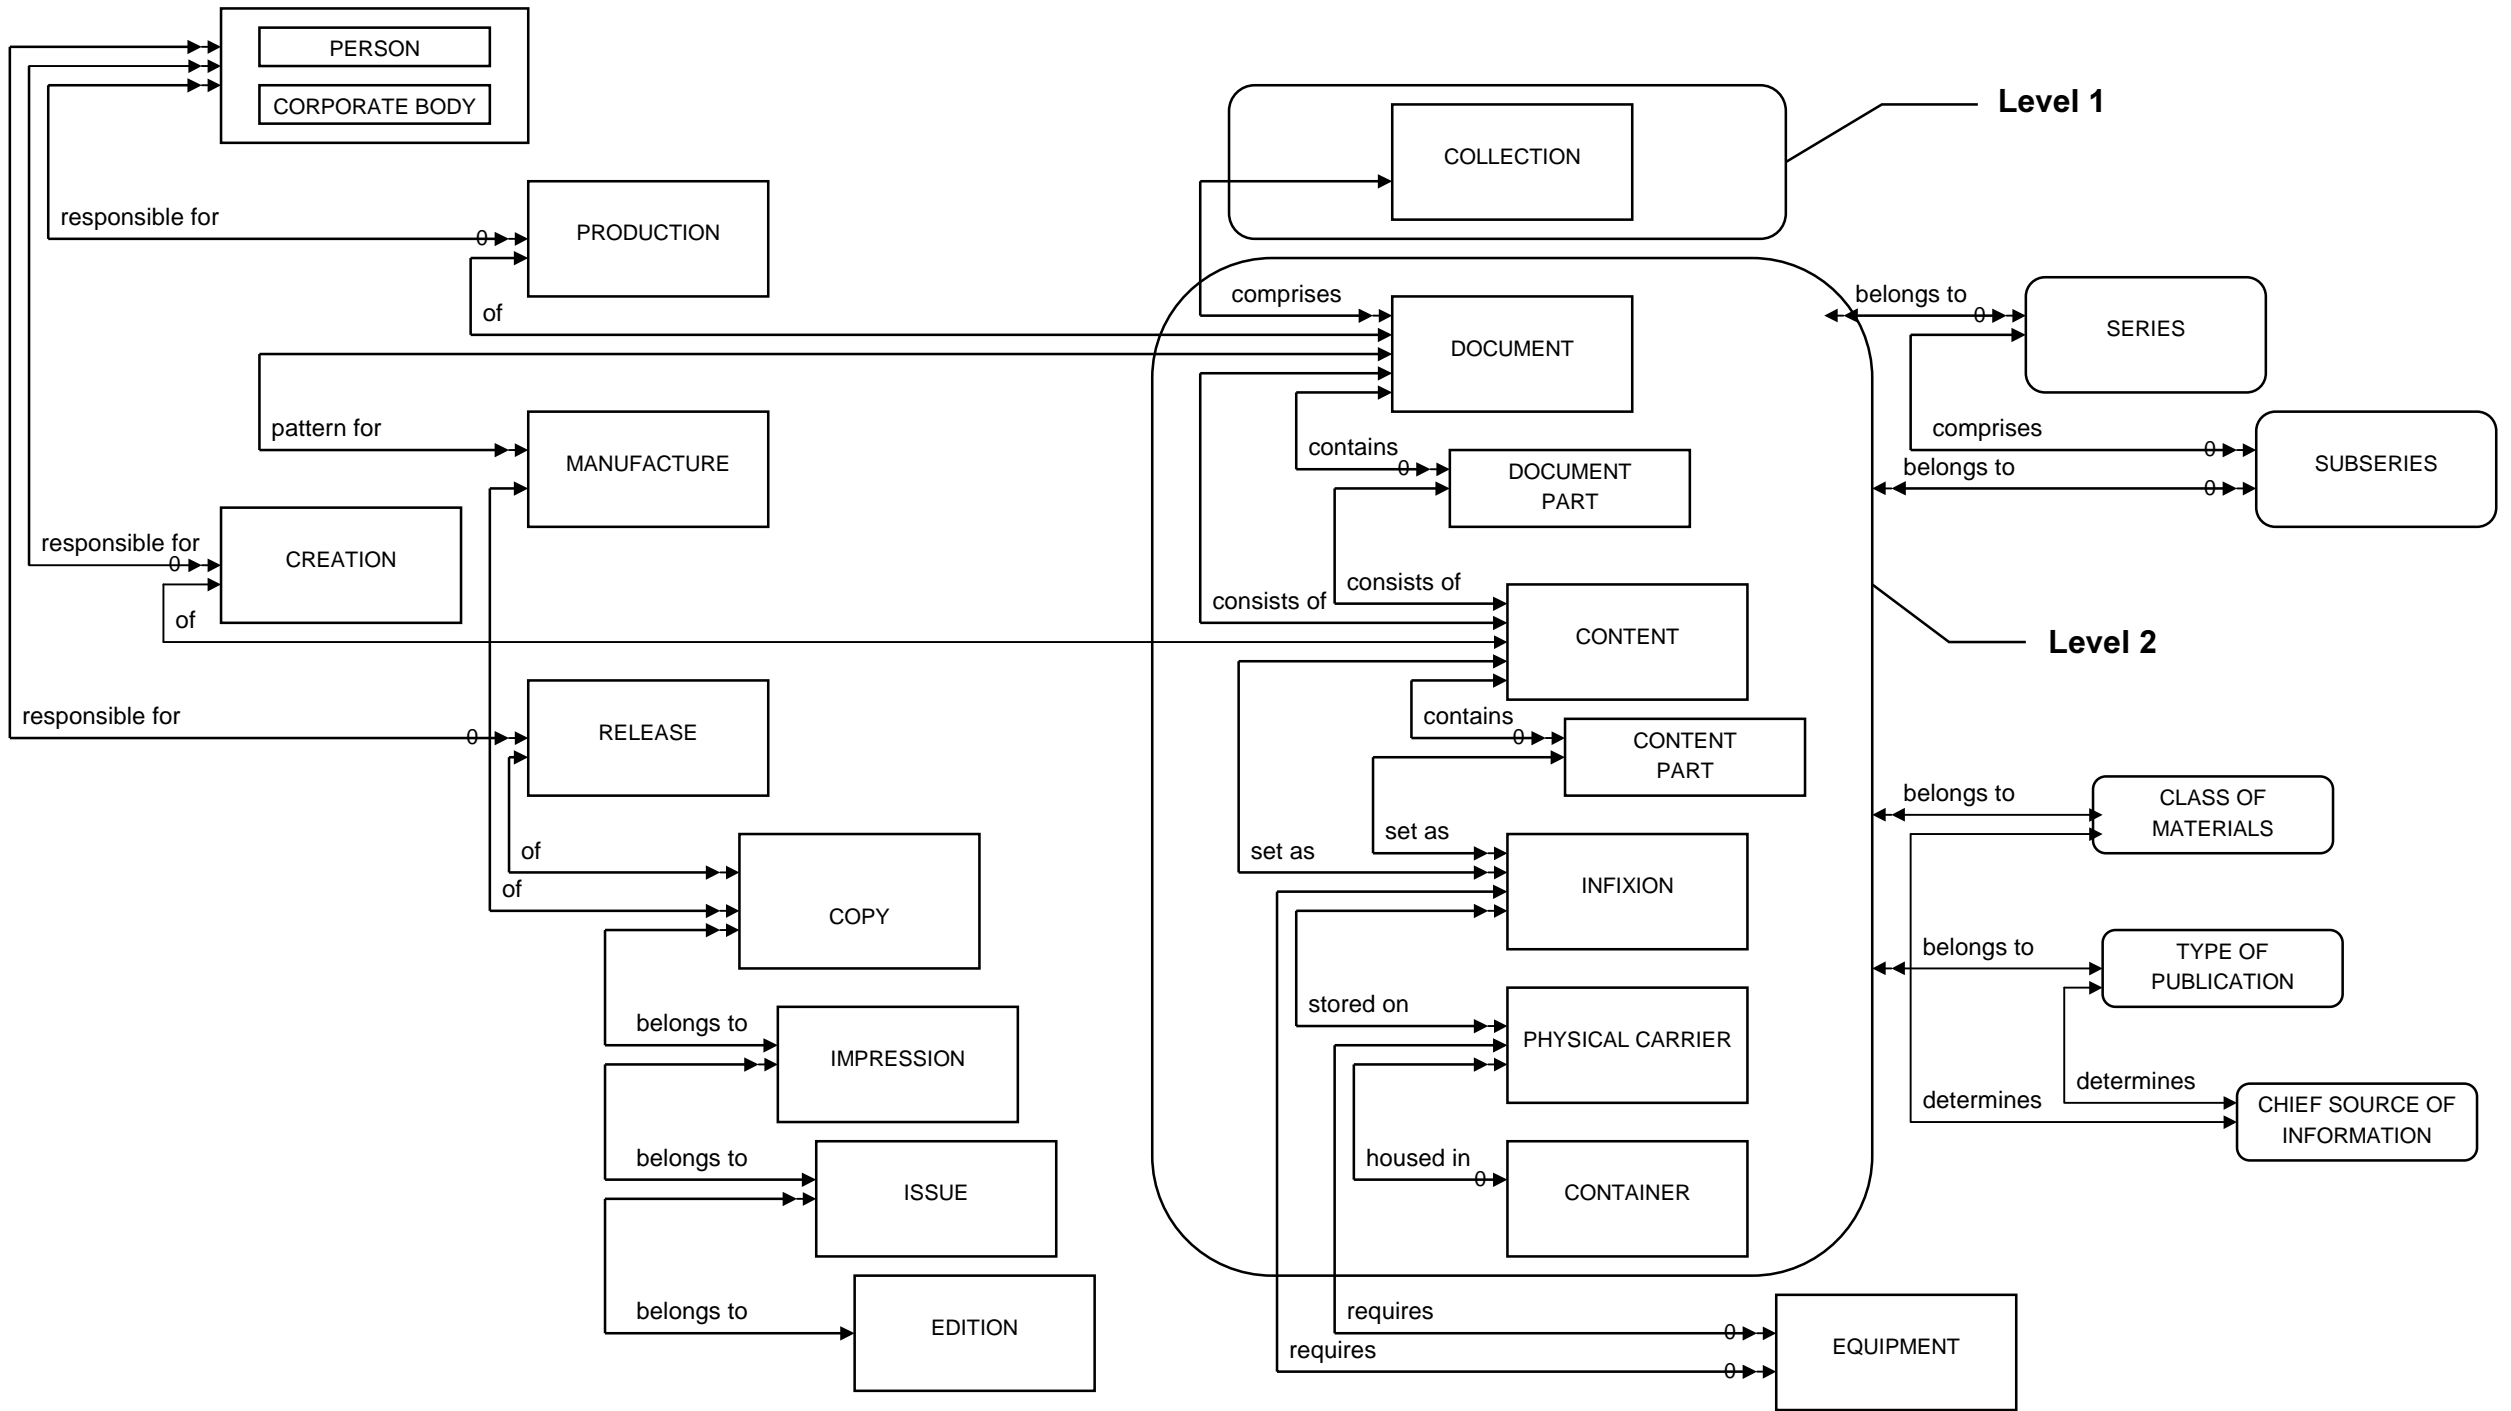 PERSON
CORPORATE BODY
Level 1
COLLECTION
responsible for
0
PRODUCTION
of
comprises
DOCUMENT
belongs to
0
SERIES
pattern for
MANUFACTURE
contains
0
DOCUMENT
PART
comprises
0
belongs to
0
SUBSERIES
responsible for
0
CREATION
of
consists of
consists of
CONTENT
Level 2
responsible for
0
RELEASE
contains
0
CONTENT
PART
belongs to
CLASS OF
MATERIALS
of
of
COPY
set as
set as
INFIXION
belongs to
TYPE OF
PUBLICATION
belongs to
IMPRESSION
stored on
PHYSICAL CARRIER
determines
determines
CHIEF SOURCE OF
INFORMATION
belongs to
ISSUE
housed in
0
CONTAINER
belongs to
EDITION
requires
0
requires
0
EQUIPMENT